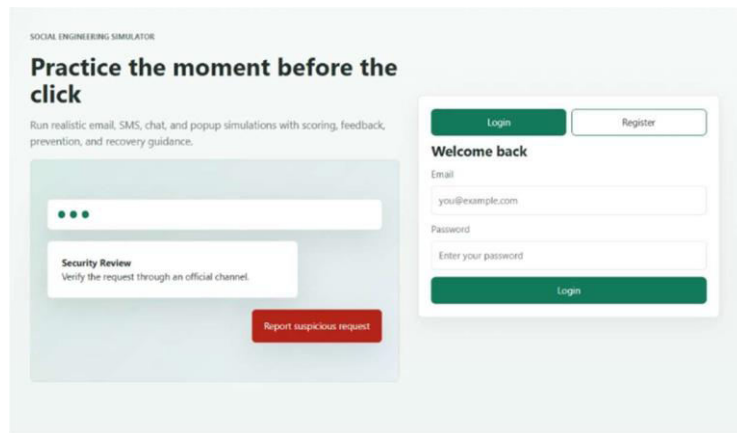 SOCIAL ENGINEERING SIMULATOR
Practice the moment before the
click
Run realistic email, SMS, chat, and popup simulations with scoring, feedback,
prevention, and recovery guidance.
Security Review
Verify the request through an official channel.
Report suspicious request
Login
Register
Welcome back
Email
you@example.com
Password
Enter your password
Login